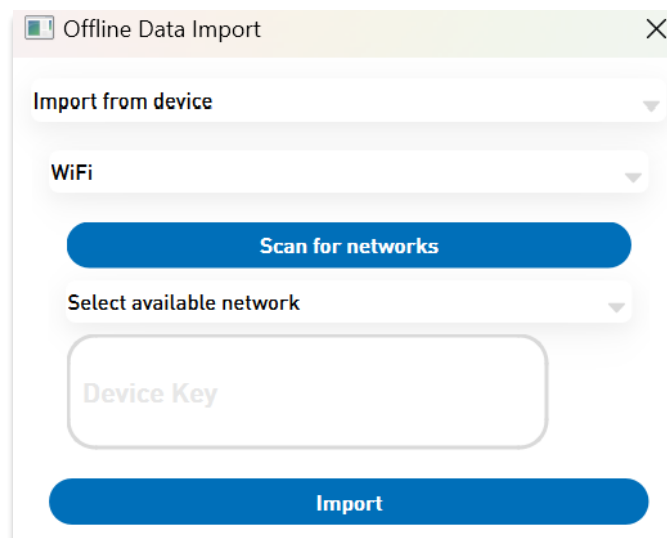 Offline Data Import
Import from device
WiFi
Scan for networks
Select available network
Device Key
Import